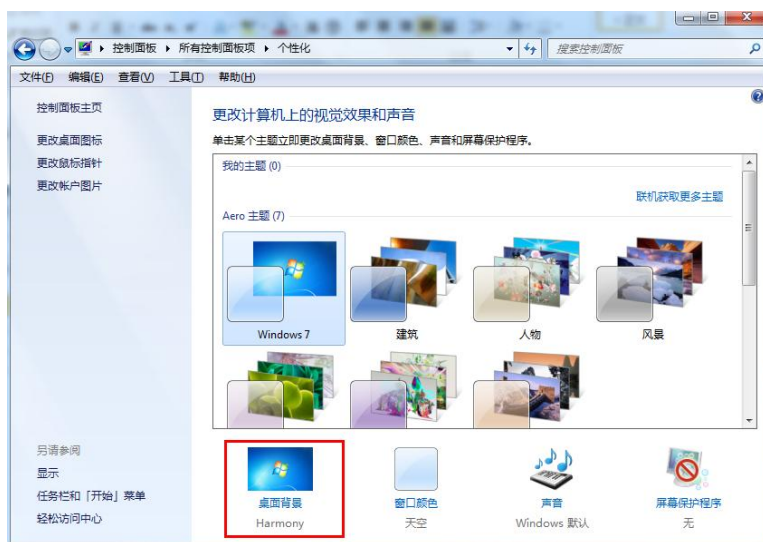 控制面板 ▸ 所有控制面板项 ▸ 个性化
搜索控制面板
文件(F) 编辑(E) 查看(V) 工具(T) 帮助(H)
控制面板主页
更改桌面图标
更改鼠标指针
更改帐户图片
更改计算机上的视觉效果和声音
单击某个主题立即更改桌面背景、窗口颜色、声音和屏幕保护程序。
我的主题 (0)
联机获取更多主题
Aero 主题 (7)
Windows 7 建筑 人物 风景
另请参阅
显示
任务栏和「开始」菜单
轻松访问中心
桌面背景 窗口颜色 声音 屏幕保护程序
Harmony 天空 Windows 默认 无